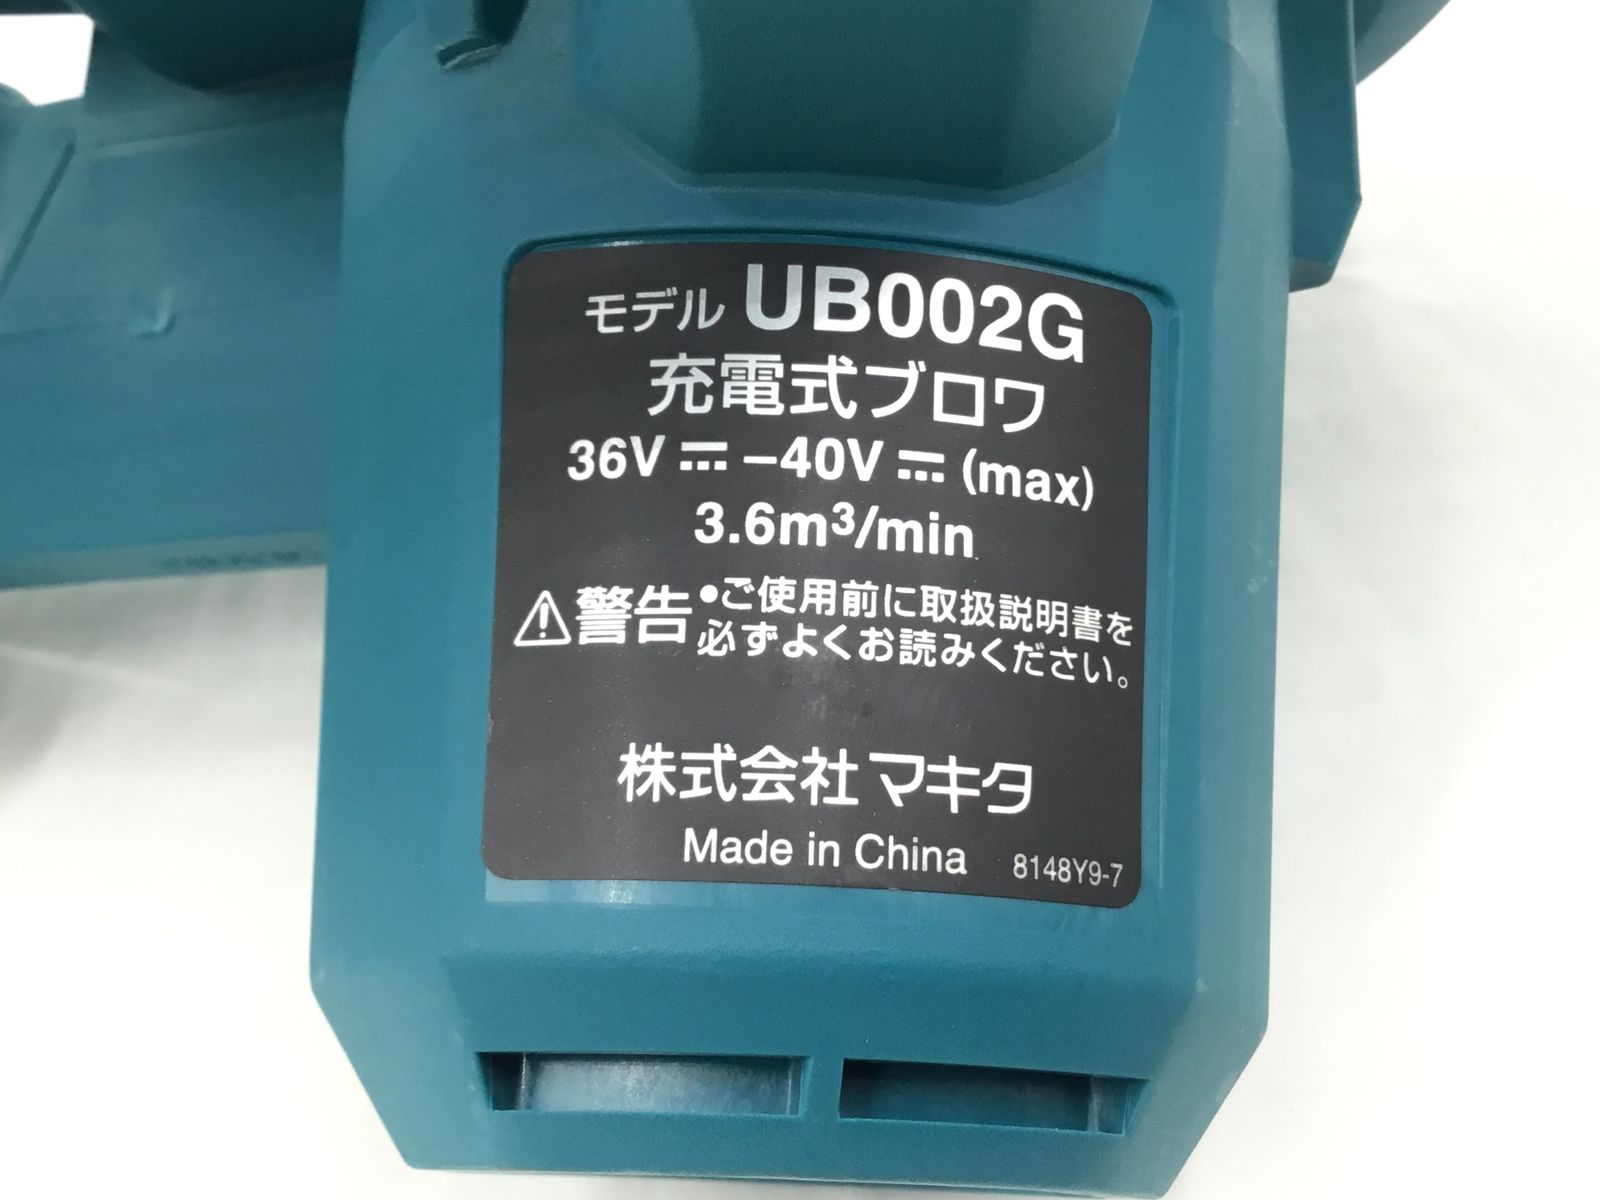 モデル UB002G
充電式ブロワ
36V ⎓ –40V ⎓ (max)
3.6m³/min
⚠警告 •ご使用前に取扱説明書を
必ずよくお読みください。
株式会社マキタ
Made in China 8148Y9-7